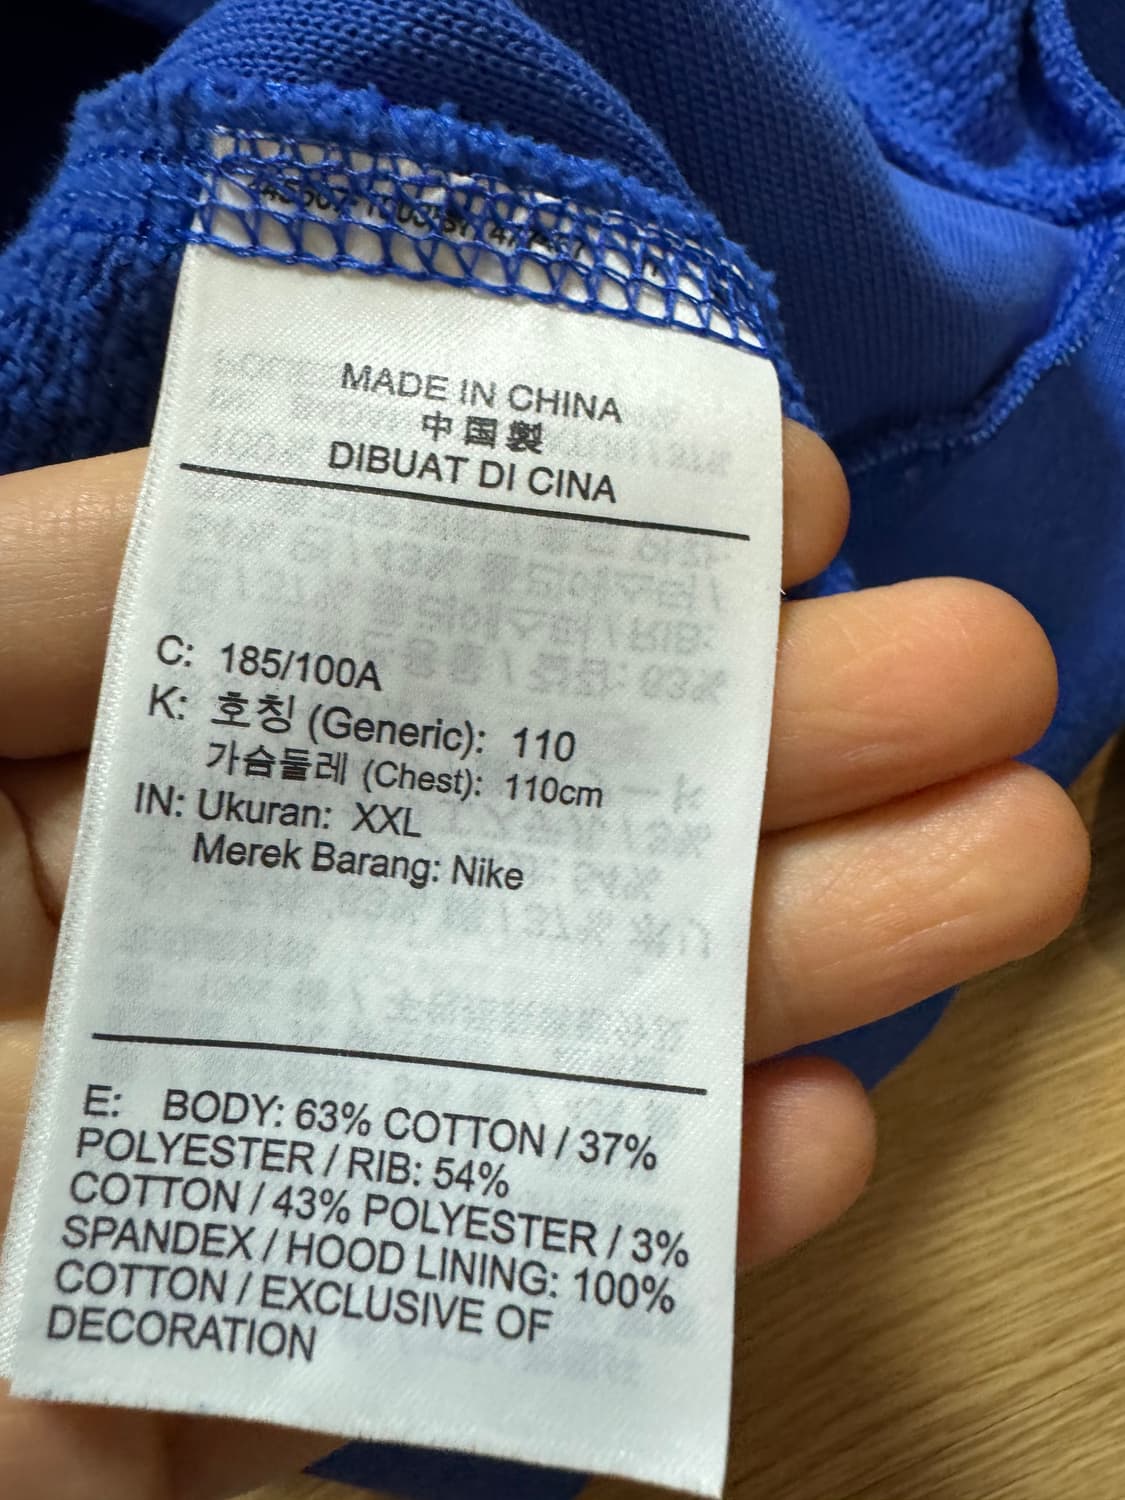 MADE IN CHINA
中国製
DIBUAT DI CINA
C: 185/100A
K: 호칭 (Generic): 110
가슴둘레 (Chest): 110cm
IN: Ukuran: XXL
Merek Barang: Nike
E: BODY: 63% COTTON / 37%
POLYESTER / RIB: 54%
COTTON / 43% POLYESTER / 3%
SPANDEX / HOOD LINING: 100%
COTTON / EXCLUSIVE OF
DECORATION